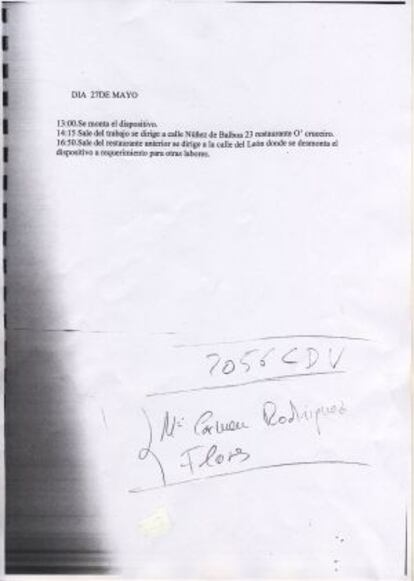 DIA 27DE MAYO
13:00.Se monta el dispositivo.
14:15 Sale del trabajo se dirige a calle Núñez de Balboa 23 restaurante O' cruceiro.
16:50.Sale del restaurante anterior se dirige a la calle del León donde se desmonta el
dispositivo a requerimiento para otras labores.
7056 CDV
Mª Carmen Rodriguez
Flores